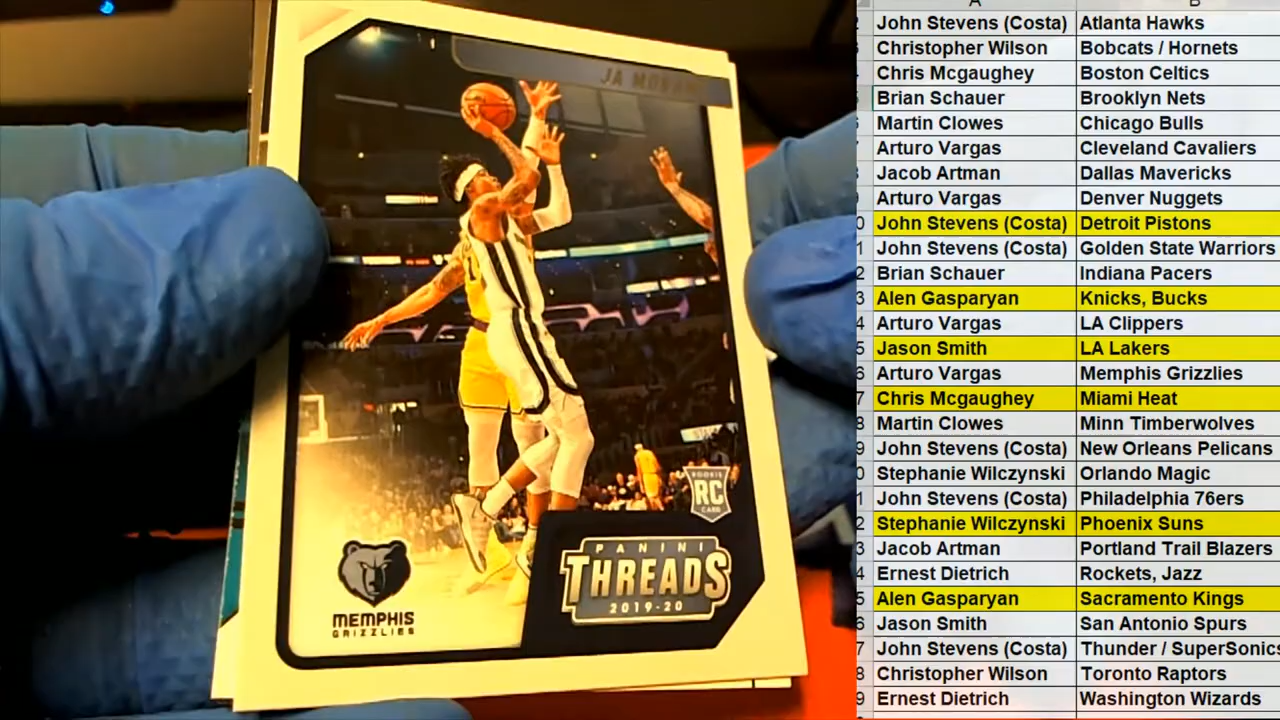 JA MORANT
ROOKIE
RC
CARD
PANINI
THREADS
2019-20
MEMPHIS
GRIZZLIES
A B
John Stevens (Costa) Atlanta Hawks
Christopher Wilson Bobcats / Hornets
Chris Mcgaughey Boston Celtics
Brian Schauer Brooklyn Nets
Martin Clowes Chicago Bulls
Arturo Vargas Cleveland Cavaliers
Jacob Artman Dallas Mavericks
Arturo Vargas Denver Nuggets
John Stevens (Costa) Detroit Pistons
John Stevens (Costa) Golden State Warriors
Brian Schauer Indiana Pacers
Alen Gasparyan Knicks, Bucks
Arturo Vargas LA Clippers
Jason Smith LA Lakers
Arturo Vargas Memphis Grizzlies
Chris Mcgaughey Miami Heat
Martin Clowes Minn Timberwolves
John Stevens (Costa) New Orleans Pelicans
Stephanie Wilczynski Orlando Magic
John Stevens (Costa) Philadelphia 76ers
Stephanie Wilczynski Phoenix Suns
Jacob Artman Portland Trail Blazers
Ernest Dietrich Rockets, Jazz
Alen Gasparyan Sacramento Kings
Jason Smith San Antonio Spurs
John Stevens (Costa) Thunder / SuperSonics
Christopher Wilson Toronto Raptors
Ernest Dietrich Washington Wizards